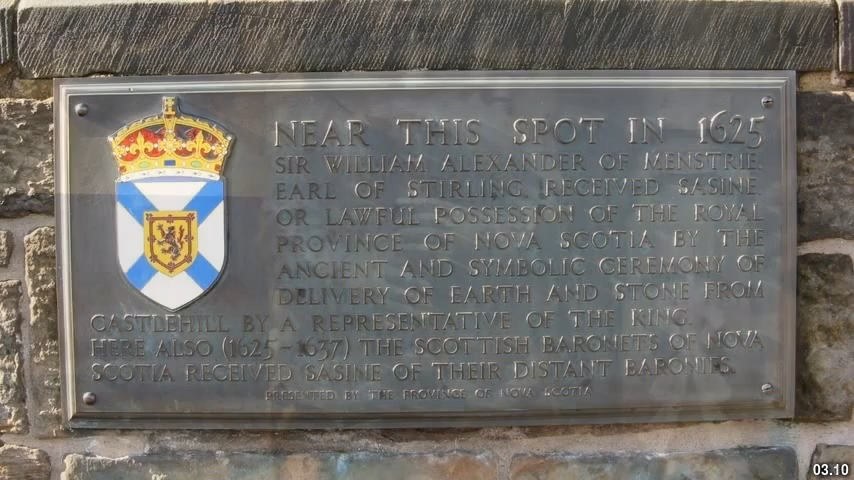 NEAR THIS SPOT IN 1625
SIR WILLIAM ALEXANDER OF MENSTRIE,
EARL OF STIRLING, RECEIVED SASINE
OR LAWFUL POSSESSION OF THE ROYAL
PROVINCE OF NOVA SCOTIA BY THE
ANCIENT AND SYMBOLIC CEREMONY OF
DELIVERY OF EARTH AND STONE FROM
CASTLEHILL BY A REPRESENTATIVE OF THE KING.
HERE ALSO (1625-1637) THE SCOTTISH BARONETS OF NOVA
SCOTIA RECEIVED SASINE OF THEIR DISTANT BARONIES.
PRESENTED BY THE PROVINCE OF NOVA SCOTIA
03.10